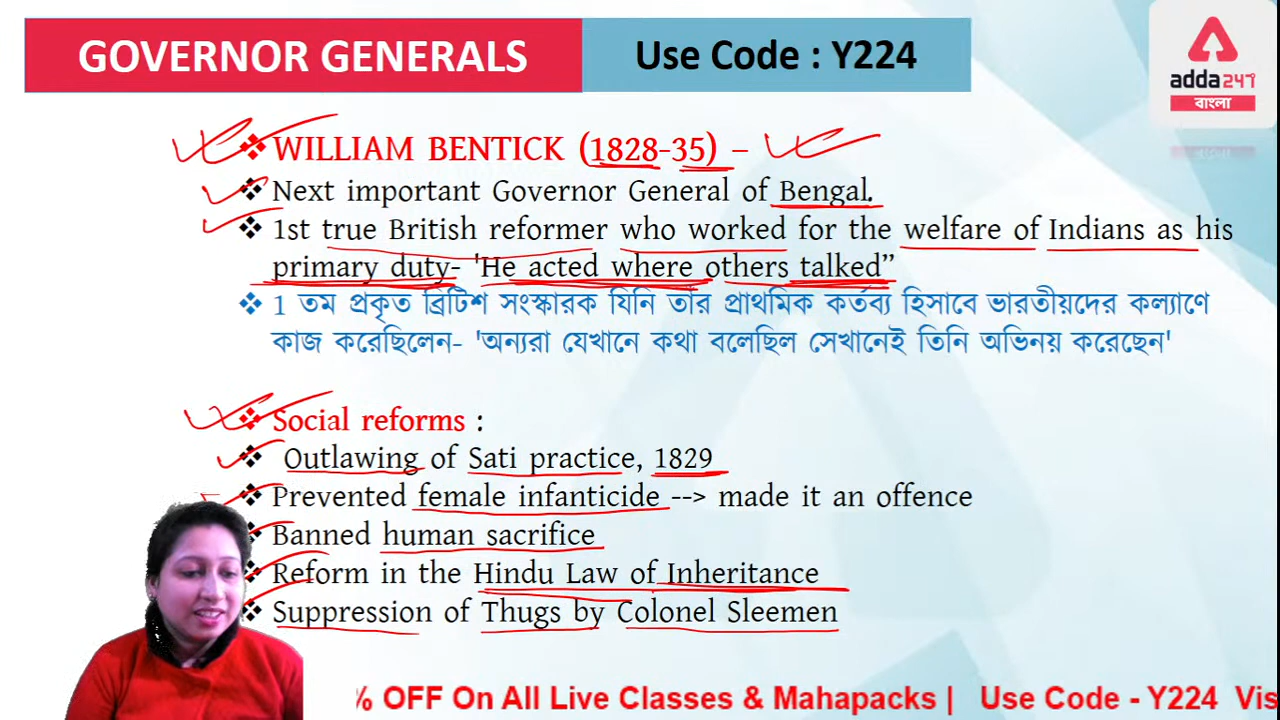 GOVERNOR GENERALS
Use Code : Y224
adda247
বাংলা
WILLIAM BENTICK (1828-35) –
Next important Governor General of Bengal.
1st true British reformer who worked for the welfare of Indians as his
primary duty- 'He acted where others talked”
1 তম প্রকৃত ব্রিটিশ সংস্কারক যিনি তাঁর প্রাথমিক কর্তব্য হিসাবে ভারতীয়দের কল্যাণে
কাজ করেছিলেন- 'অন্যরা যেখানে কথা বলেছিল সেখানেই তিনি অভিনয় করেছেন'
Social reforms :
Outlawing of Sati practice, 1829
Prevented female infanticide --> made it an offence
Banned human sacrifice
Reform in the Hindu Law of Inheritance
Suppression of Thugs by Colonel Sleemen
% OFF On All Live Classes & Mahapacks | Use Code - Y224 Vis